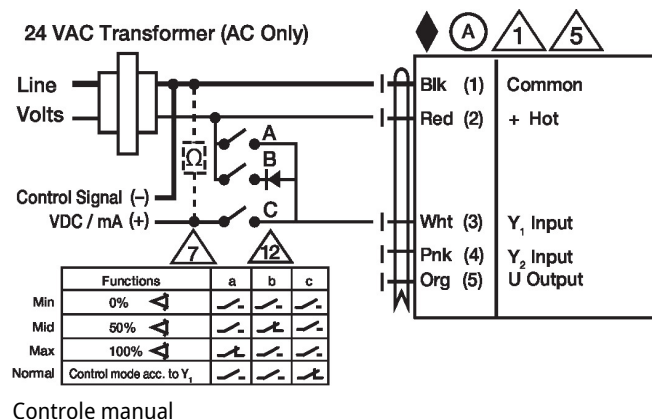 24 VAC Transformer (AC Only)
A 1 5
Line
Volts
Blk (1) Common
Red (2) + Hot
A
B
C
Ω
Control Signal (–)
VDC / mA (+)
Wht (3) Y1 Input
Pnk (4) Y2 Input
Org (5) U Output
7
12
Functions a b c
Min 0%
Mid 50%
Max 100%
Normal Control mode acc. to Y1
Controle manual